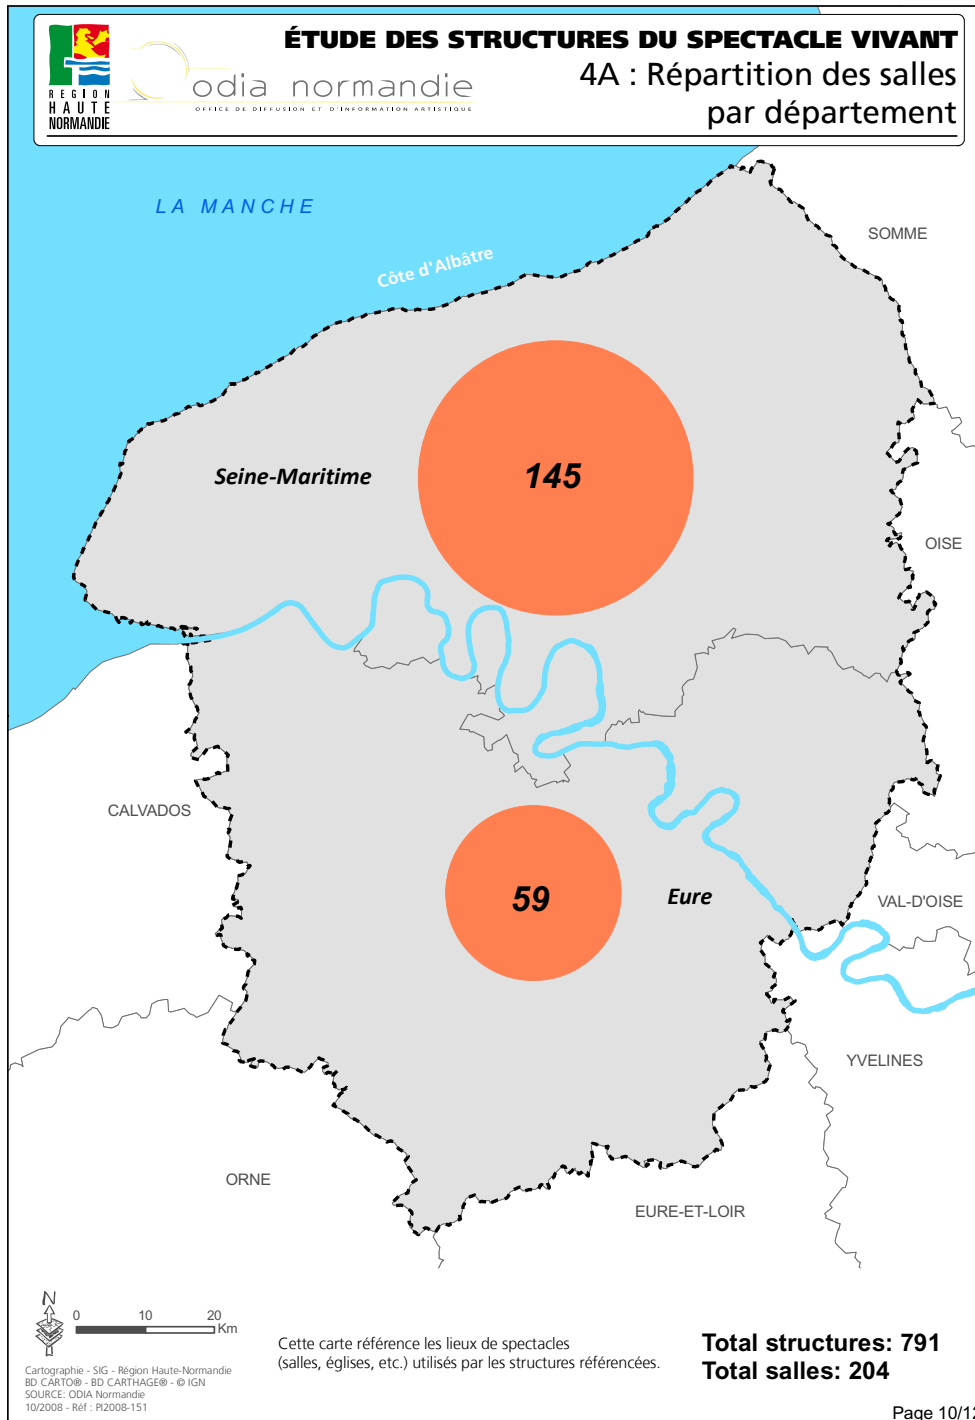 ÉTUDE DES STRUCTURES DU SPECTACLE VIVANT
4A : Répartition des salles
par département
REGION
HAUTE
NORMANDIE
odia normandie
OFFICE DE DIFFUSION ET D'INFORMATION ARTISTIQUE
LA MANCHE
SOMME
Côte d'Albâtre
Seine-Maritime
145
OISE
CALVADOS
59
Eure
VAL-D'OISE
YVELINES
ORNE
EURE-ET-LOIR
N
0 10 20
Km
Cartographie - SIG - Région Haute-Normandie
BD CARTO® - BD CARTHAGE® - © IGN
SOURCE: ODIA Normandie
10/2008 - Réf : PI2008-151
Cette carte référence les lieux de spectacles
(salles, églises, etc.) utilisés par les structures référencées.
Total structures: 791
Total salles: 204
Page 10/12